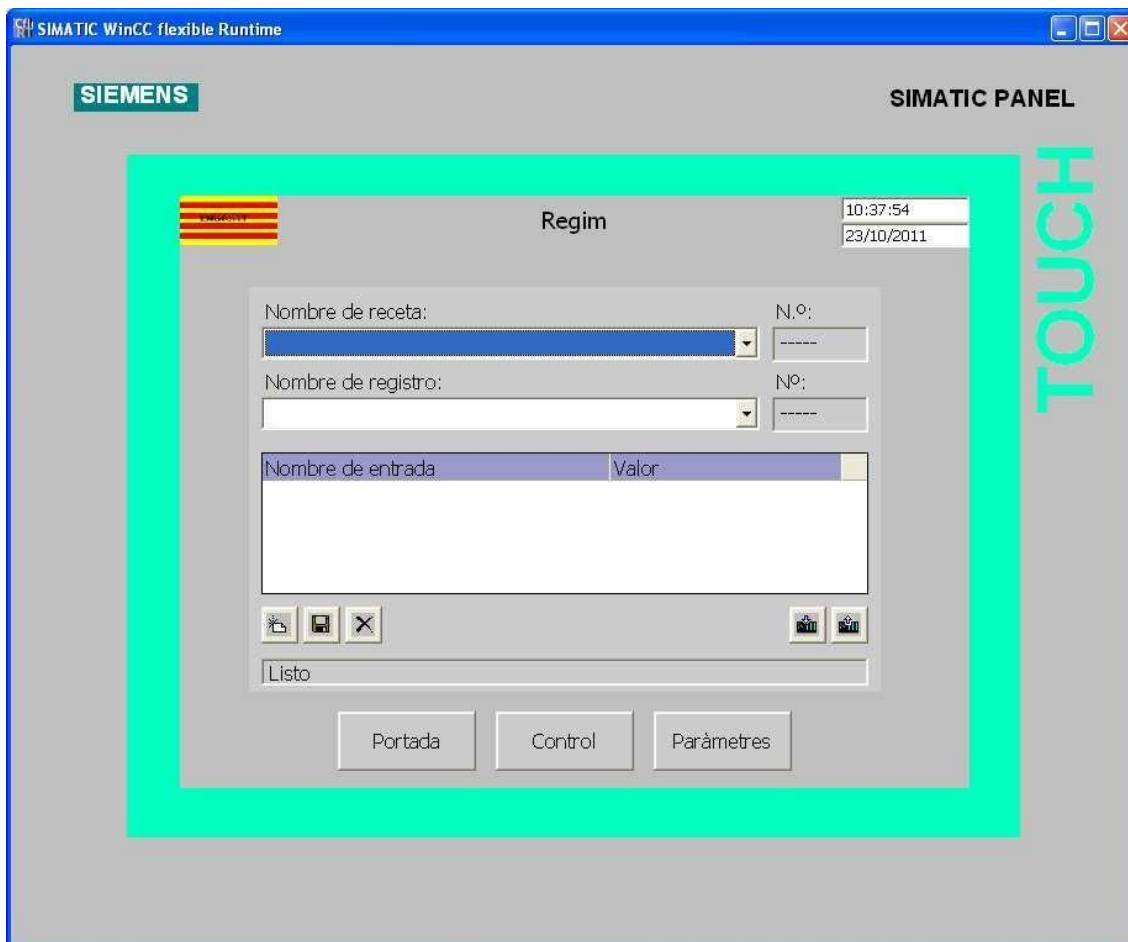 SIMATIC WinCC flexible Runtime
SIEMENS
SIMATIC PANEL
TOUCH
Regim
10:37:54
23/10/2011
Nombre de receta:
N.º:
-----
Nombre de registro:
Nº:
-----
Nombre de entrada Valor
Listo
Portada Control Paràmetres